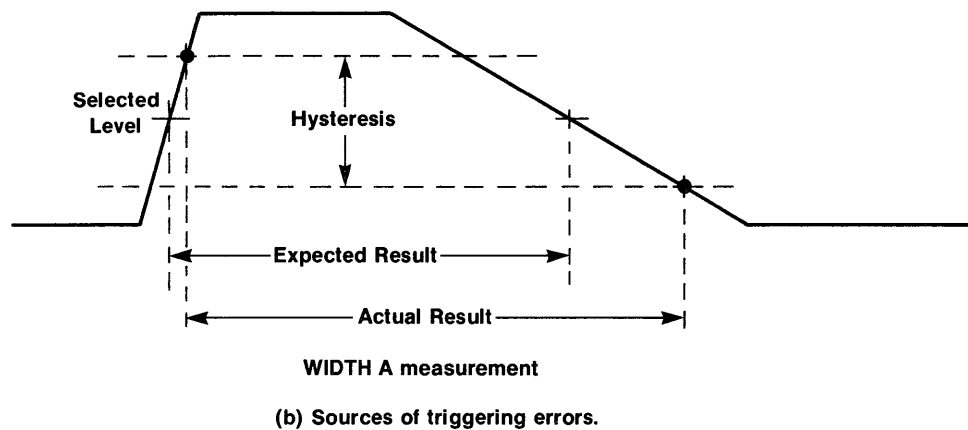 Selected
Level
Hysteresis
Expected Result
Actual Result
WIDTH A measurement
(b) Sources of triggering errors.